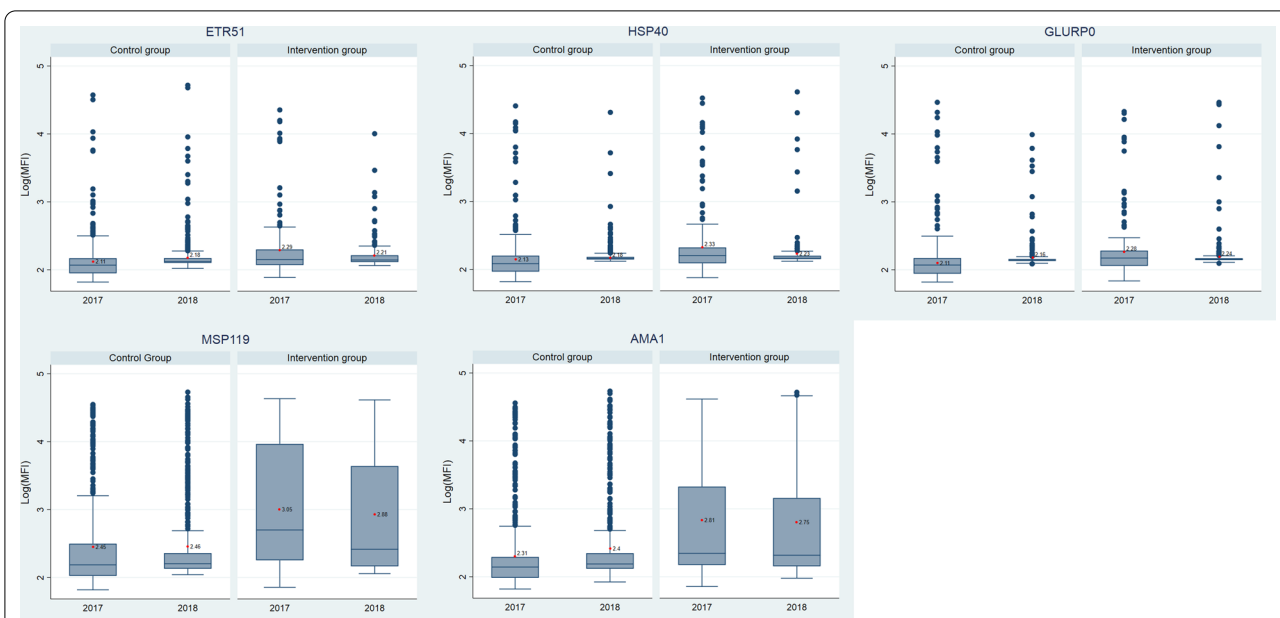 ETR51
HSP40
GLURP0
Control group Intervention group
Control group Intervention group
Control group Intervention group
Log(MFI)
5
4
3
2
2.11
2.18
2.29
2.21
2017 2018 2017 2018
Log(MFI)
5
4
3
2
2.13
2.18
2.33
2.23
2017 2018 2017 2018
Log(MFI)
5
4
3
2
2.11
2.16
2.28
2.24
2017 2018 2017 2018
MSP119
AMA1
Control Group Intervention group
Control group Intervention group
Log(MFI)
5
4
3
2
2.45
2.46
3.95
2.88
2017 2018 2017 2018
Log(MFI)
5
4
3
2
2.31
2.4
2.81
2.75
2017 2018 2017 2018